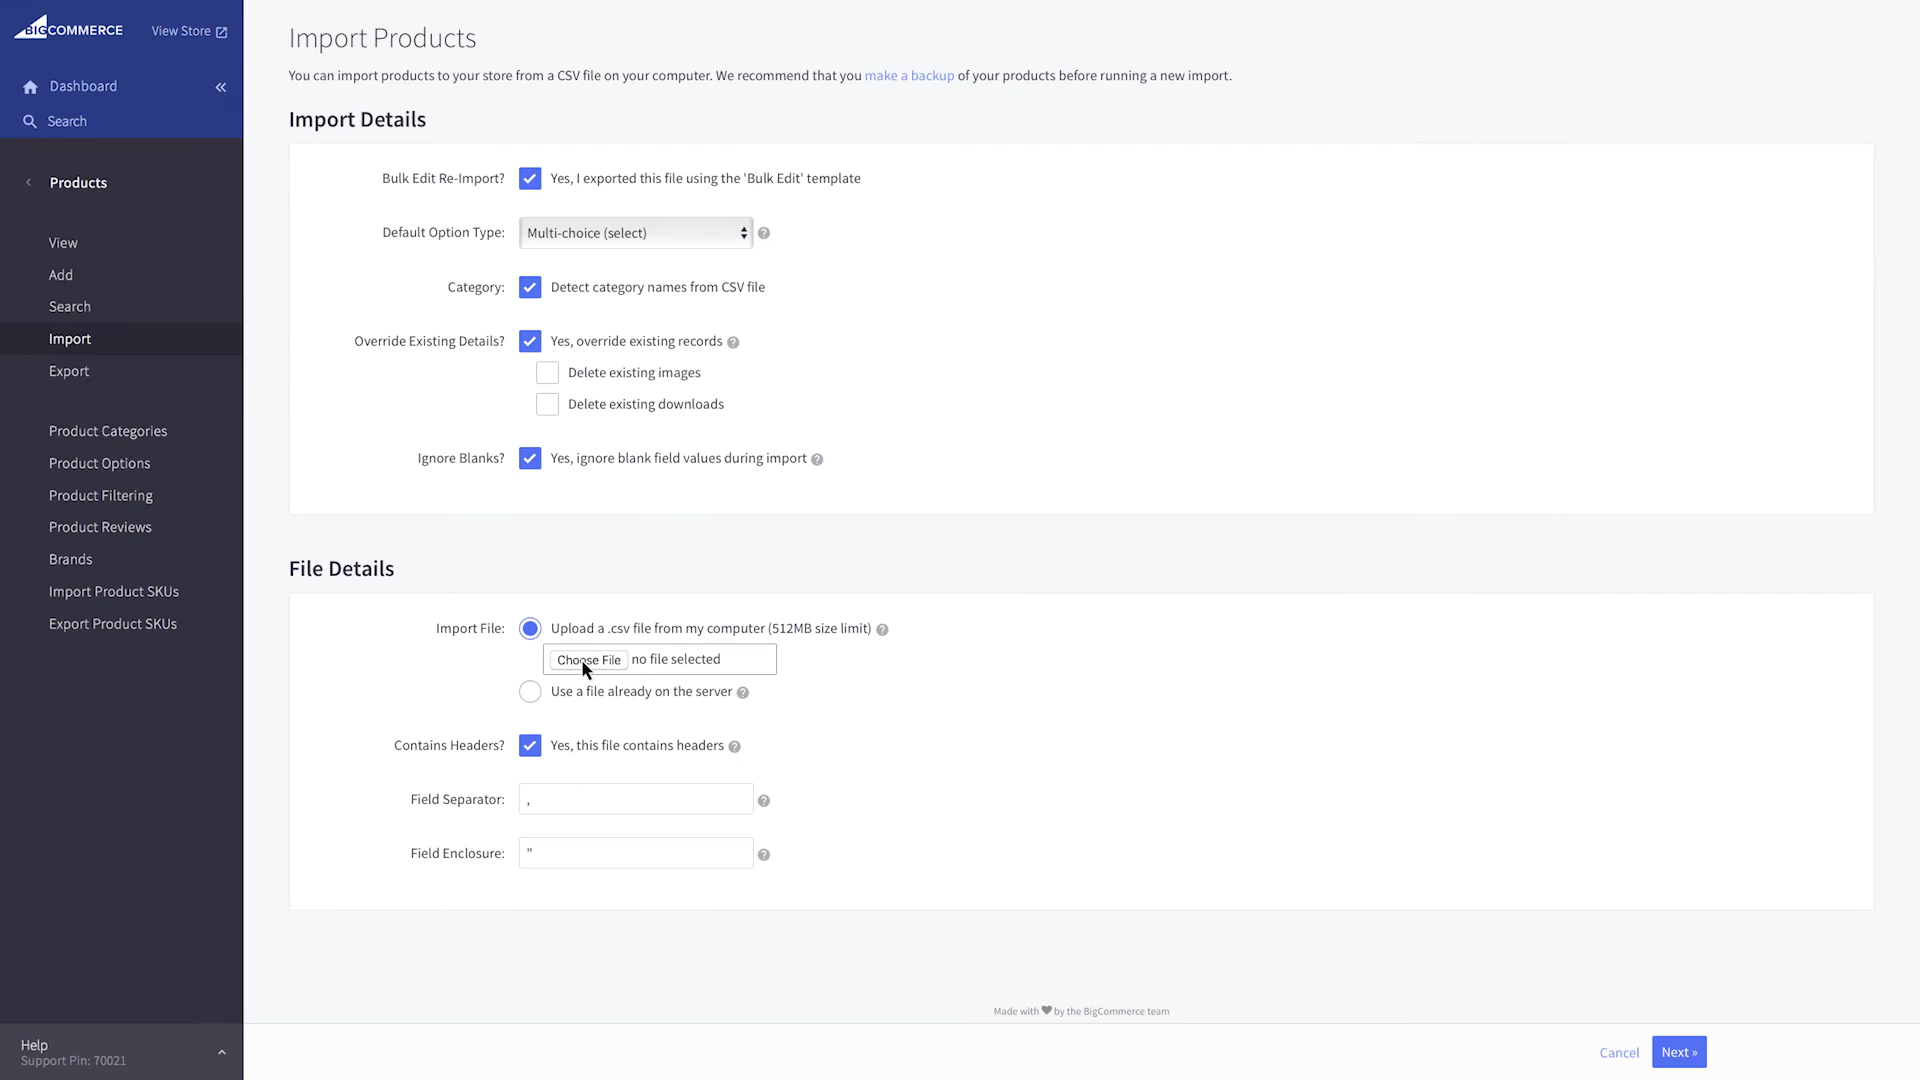 BIGCOMMERCE
View Store
Dashboard
Search
Products
View
Add
Search
Import
Export
Product Categories
Product Options
Product Filtering
Product Reviews
Brands
Import Product SKUs
Export Product SKUs
Help
Support Pin: 70021
Import Products
You can import products to your store from a CSV file on your computer. We recommend that you make a backup of your products before running a new import.
Import Details
Bulk Edit Re-Import? Yes, I exported this file using the 'Bulk Edit' template
Default Option Type: Multi-choice (select) ?
Category: Detect category names from CSV file
Override Existing Details? Yes, override existing records ?
Delete existing images
Delete existing downloads
Ignore Blanks? Yes, ignore blank field values during import ?
File Details
Import File: Upload a .csv file from my computer (512MB size limit) ?
Choose File no file selected
Use a file already on the server ?
Contains Headers? Yes, this file contains headers ?
Field Separator: , ?
Field Enclosure: " ?
Made with ♥ by the BigCommerce team
Cancel Next »